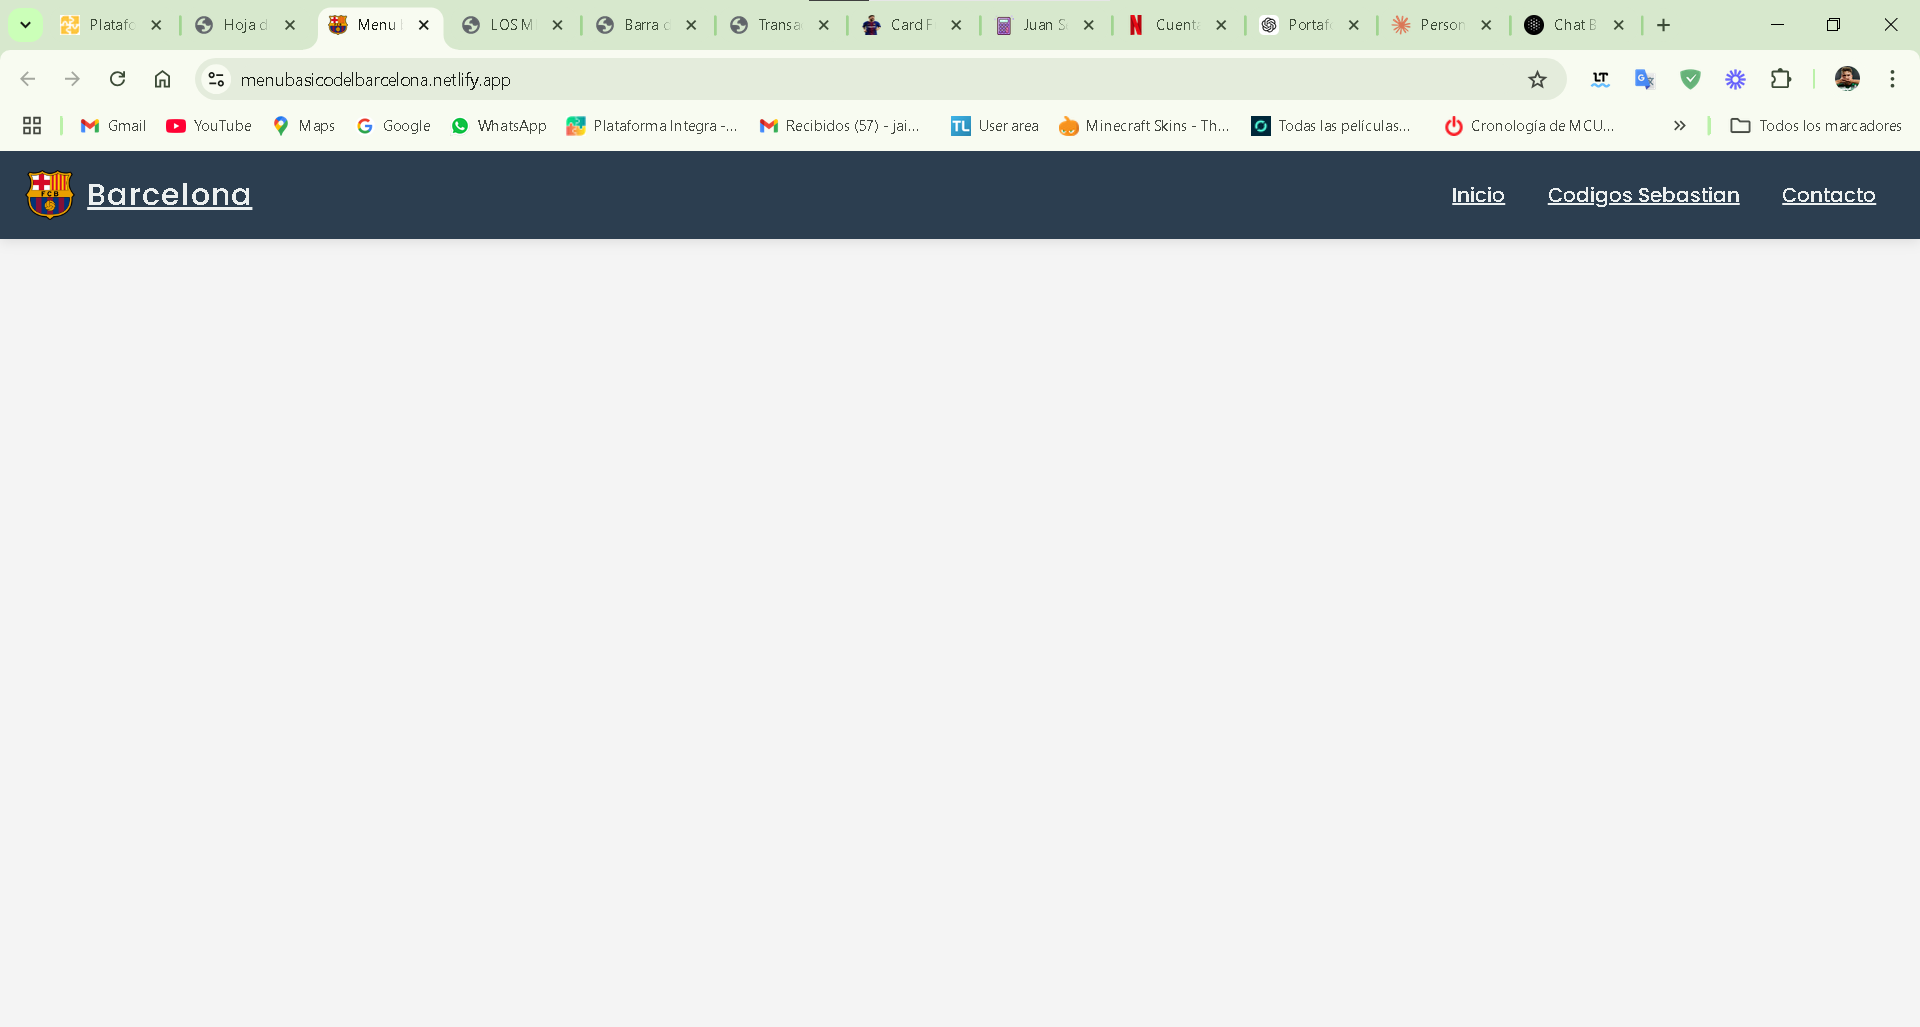 Platafo Hoja d Menu LOS M Barra d Transa Card F Juan S Cuenta Portafo Person Chat B
menubasicodelbarcelona.netlify.app
Gmail YouTube Maps Google WhatsApp Plataforma Integra -... Recibidos (57) - jai... User area Minecraft Skins - Th... Todas las películas... Cronología de MCU... Todos los marcadores
Barcelona Inicio Codigos Sebastian Contacto